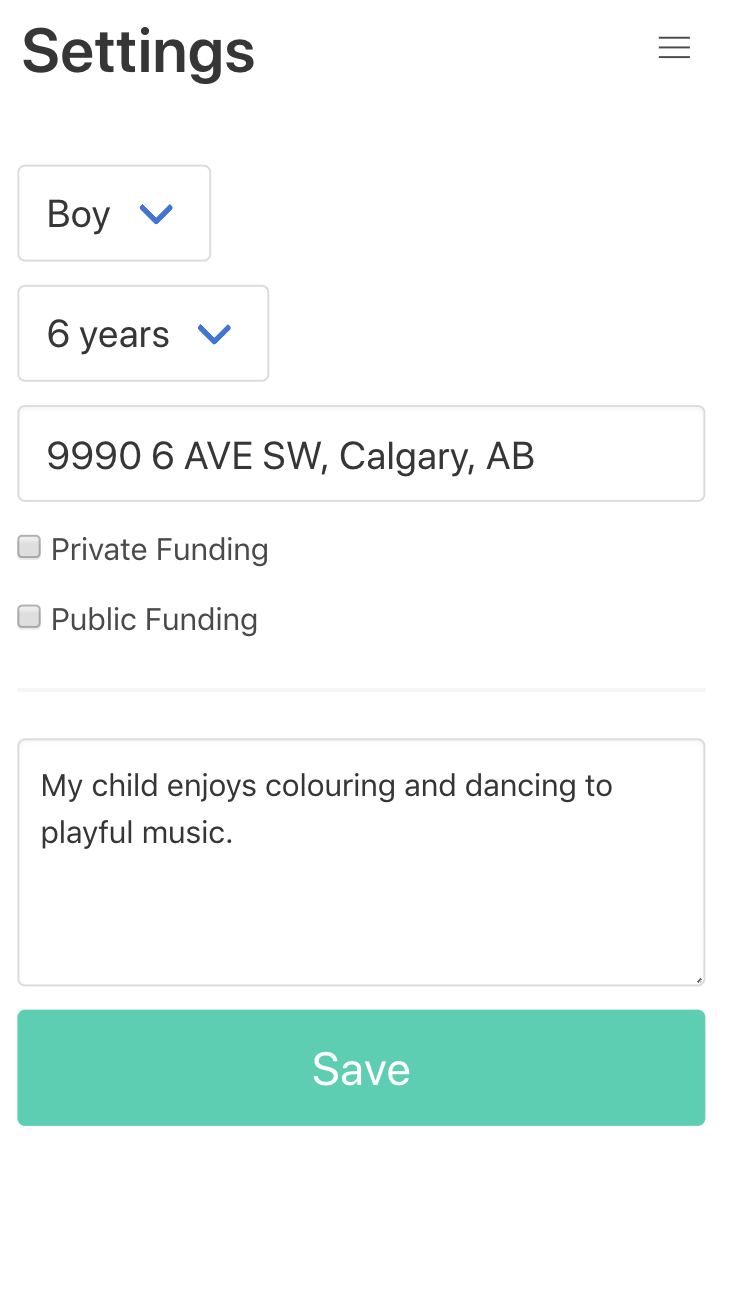 Settings
Boy
6 years
9990 6 AVE SW, Calgary, AB
Private Funding
Public Funding
My child enjoys colouring and dancing to
playful music.
Save